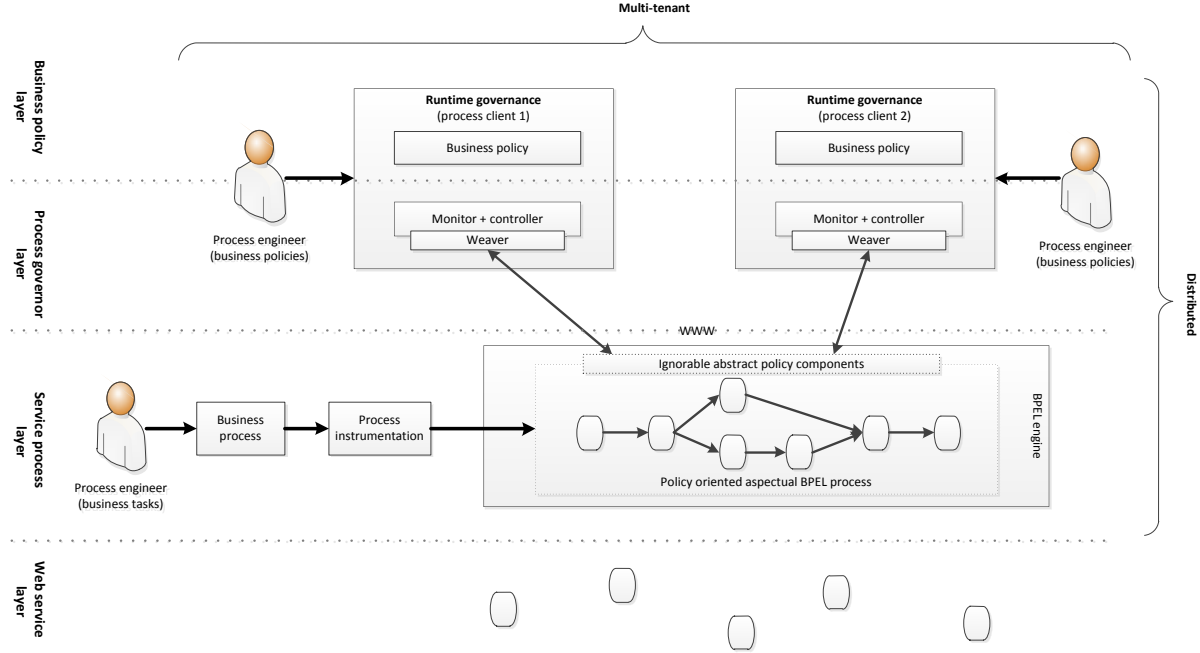 Multi-tenant
Business policy
layer
Runtime governance
(process client 1)
Business policy
Runtime governance
(process client 2)
Business policy
Process governor
layer
Monitor + controller
Weaver
Monitor + controller
Weaver
Process engineer
(business policies)
Process engineer
(business policies)
Distributed
WWW
Service process
layer
Ignorable abstract policy components
BPEL engine
Business
process
Process
instrumentation
Policy oriented aspectual BPEL process
Process engineer
(business tasks)
Web service
layer